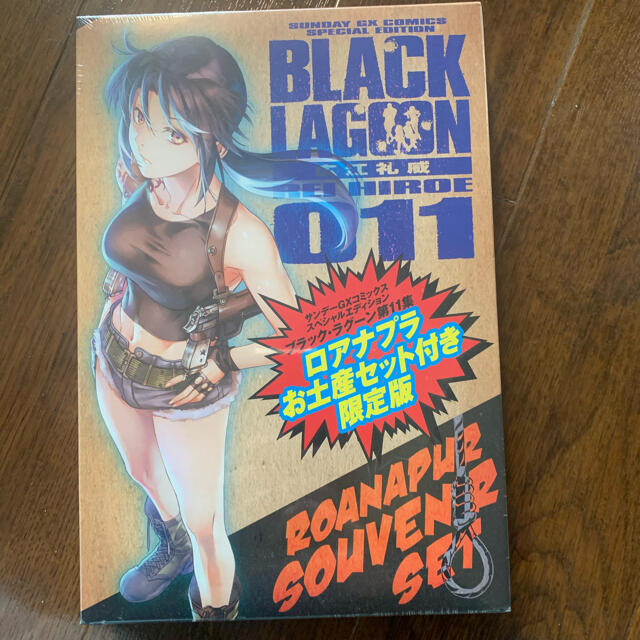 SUNDAY GX COMICS
SPECIAL EDITION
BLACK
LAGOON
広江礼威
REI HIROE
011
サンデーGXコミックス
スペシャルエディション
ブラック・ラグーン第11集
ロアナプラ
お土産セット付き
限定版
ROANAPUR
SOUVENIR
SET